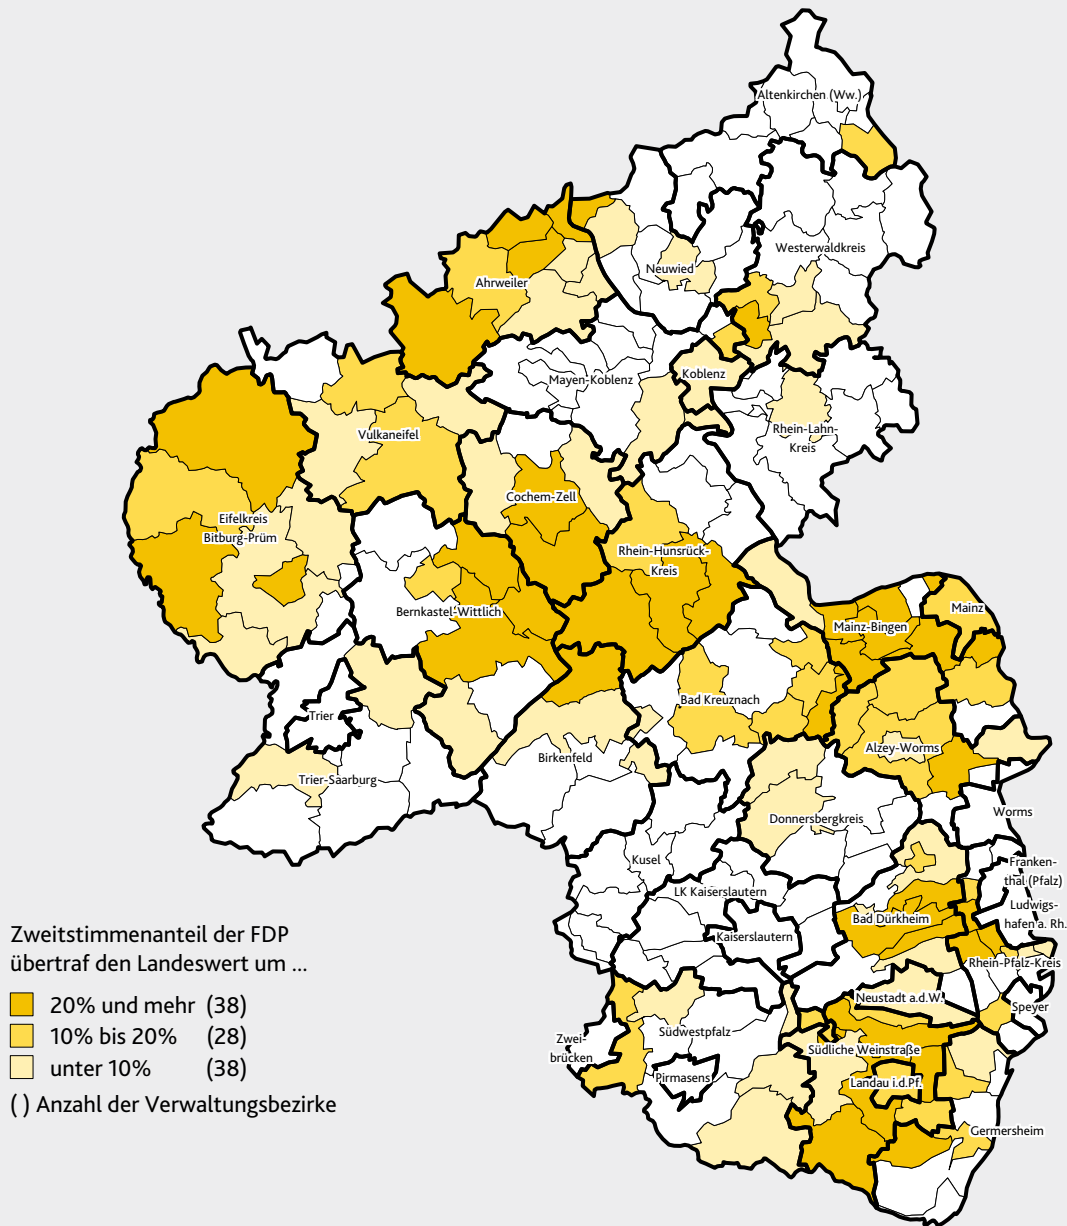 Altenkirchen (Ww.)
Westerwaldkreis
Neuwied
Ahrweiler
Koblenz
Mayen-Koblenz
Rhein-Lahn-
Kreis
Vulkaneifel
Cochem-Zell
Eifelkreis
Bitburg-Prüm
Rhein-Hunsrück-
Kreis
Bernkastel-Wittlich
Mainz
Mainz-Bingen
Bad Kreuznach
Trier
Alzey-Worms
Birkenfeld
Trier-Saarburg
Worms
Donnersbergkreis
Kusel
Franken-
thal (Pfalz)
LK Kaiserslautern
Ludwigs-
hafen a. Rh.
Bad Dürkheim
Kaiserslautern
Rhein-Pfalz-Kreis
Neustadt a.d.W.
Speyer
Südwestpfalz
Zwei-
brücken
Südliche Weinstraße
Pirmasens
Landau i.d.Pf.
Germersheim
Zweitstimmenanteil der FDP
übertraf den Landeswert um ...
20% und mehr (38)
10% bis 20% (28)
unter 10% (38)
( ) Anzahl der Verwaltungsbezirke